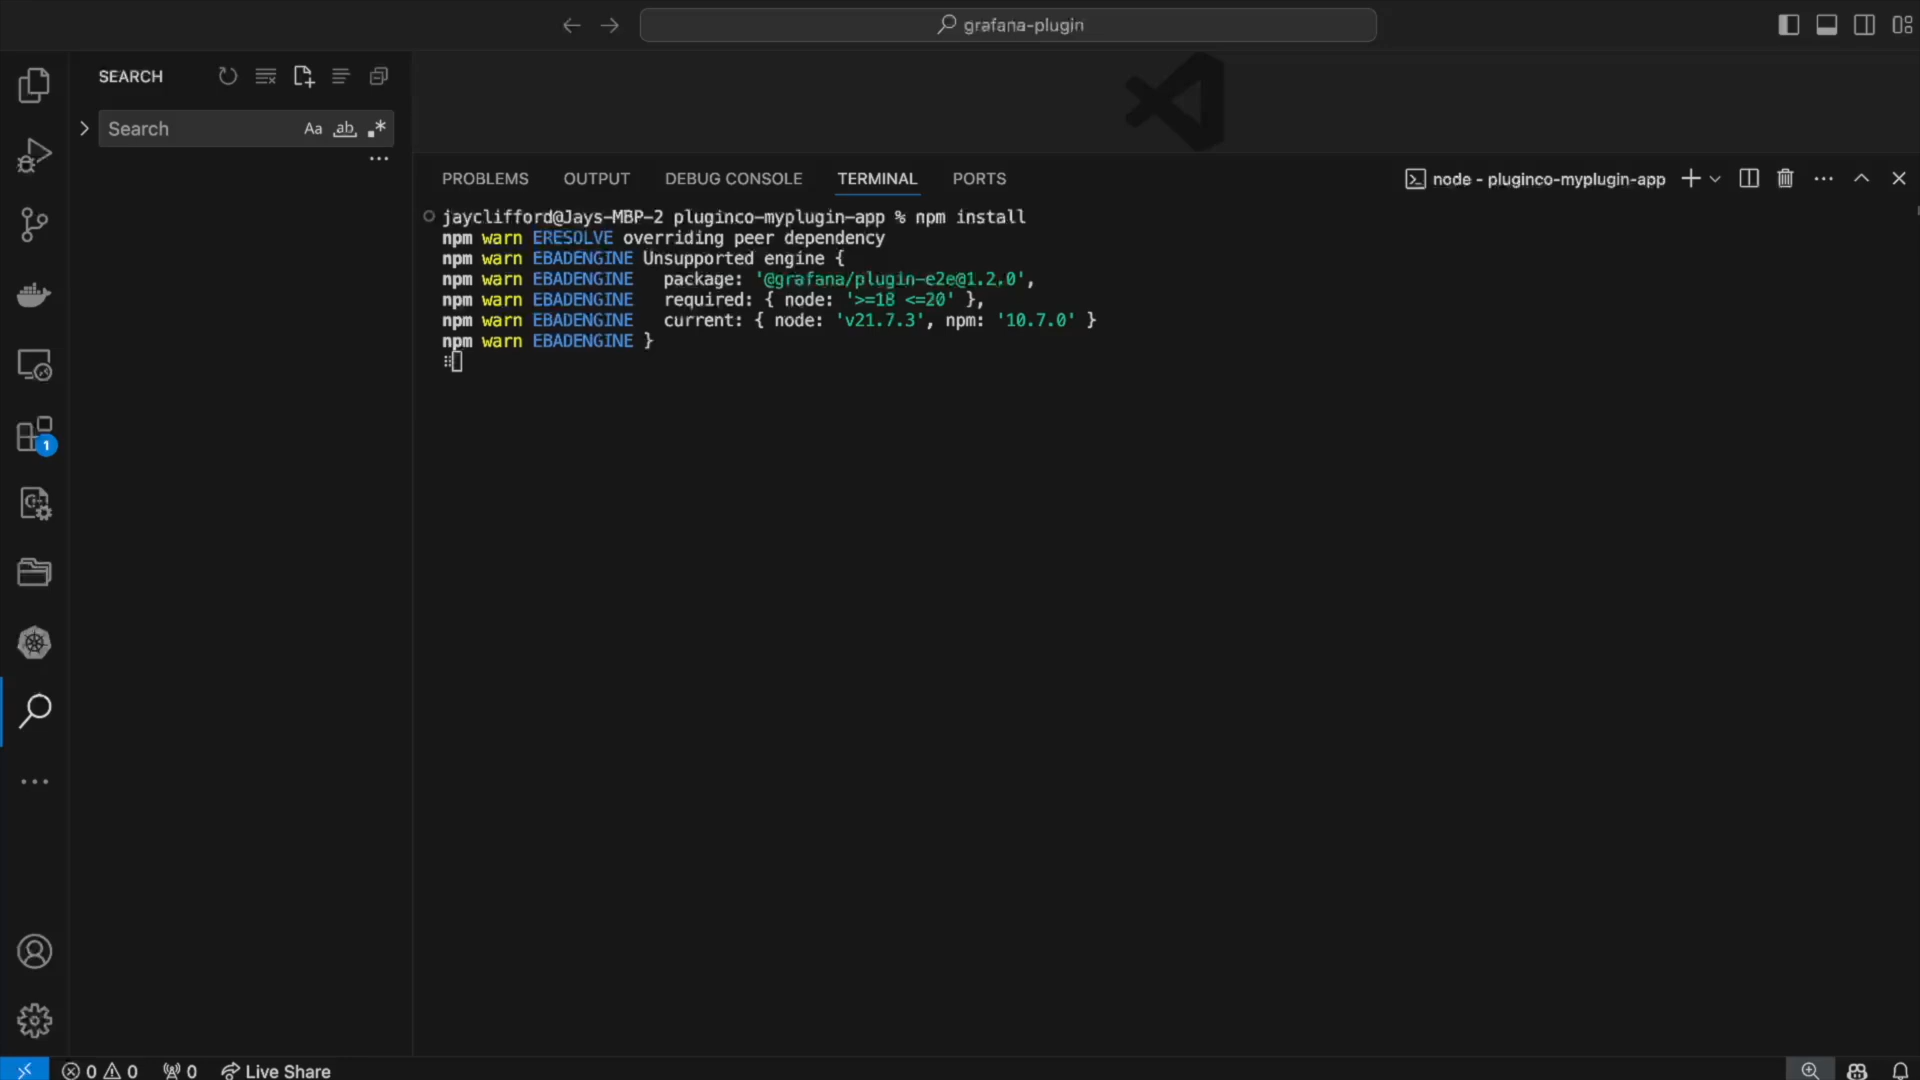 grafana-plugin
SEARCH
Search
Aa
ab
PROBLEMS
OUTPUT
DEBUG CONSOLE
TERMINAL
PORTS
node - pluginco-myplugin-app
jayclifford@Jays-MBP-2 pluginco-myplugin-app % npm install
npm warn ERESOLVE overriding peer dependency
npm warn EBADENGINE Unsupported engine {
npm warn EBADENGINE   package: '@grafana/plugin-e2e@1.2.0',
npm warn EBADENGINE   required: { node: '>=18 <=20' },
npm warn EBADENGINE   current: { node: 'v21.7.3', npm: '10.7.0' }
npm warn EBADENGINE }
1
0 0 0 Live Share